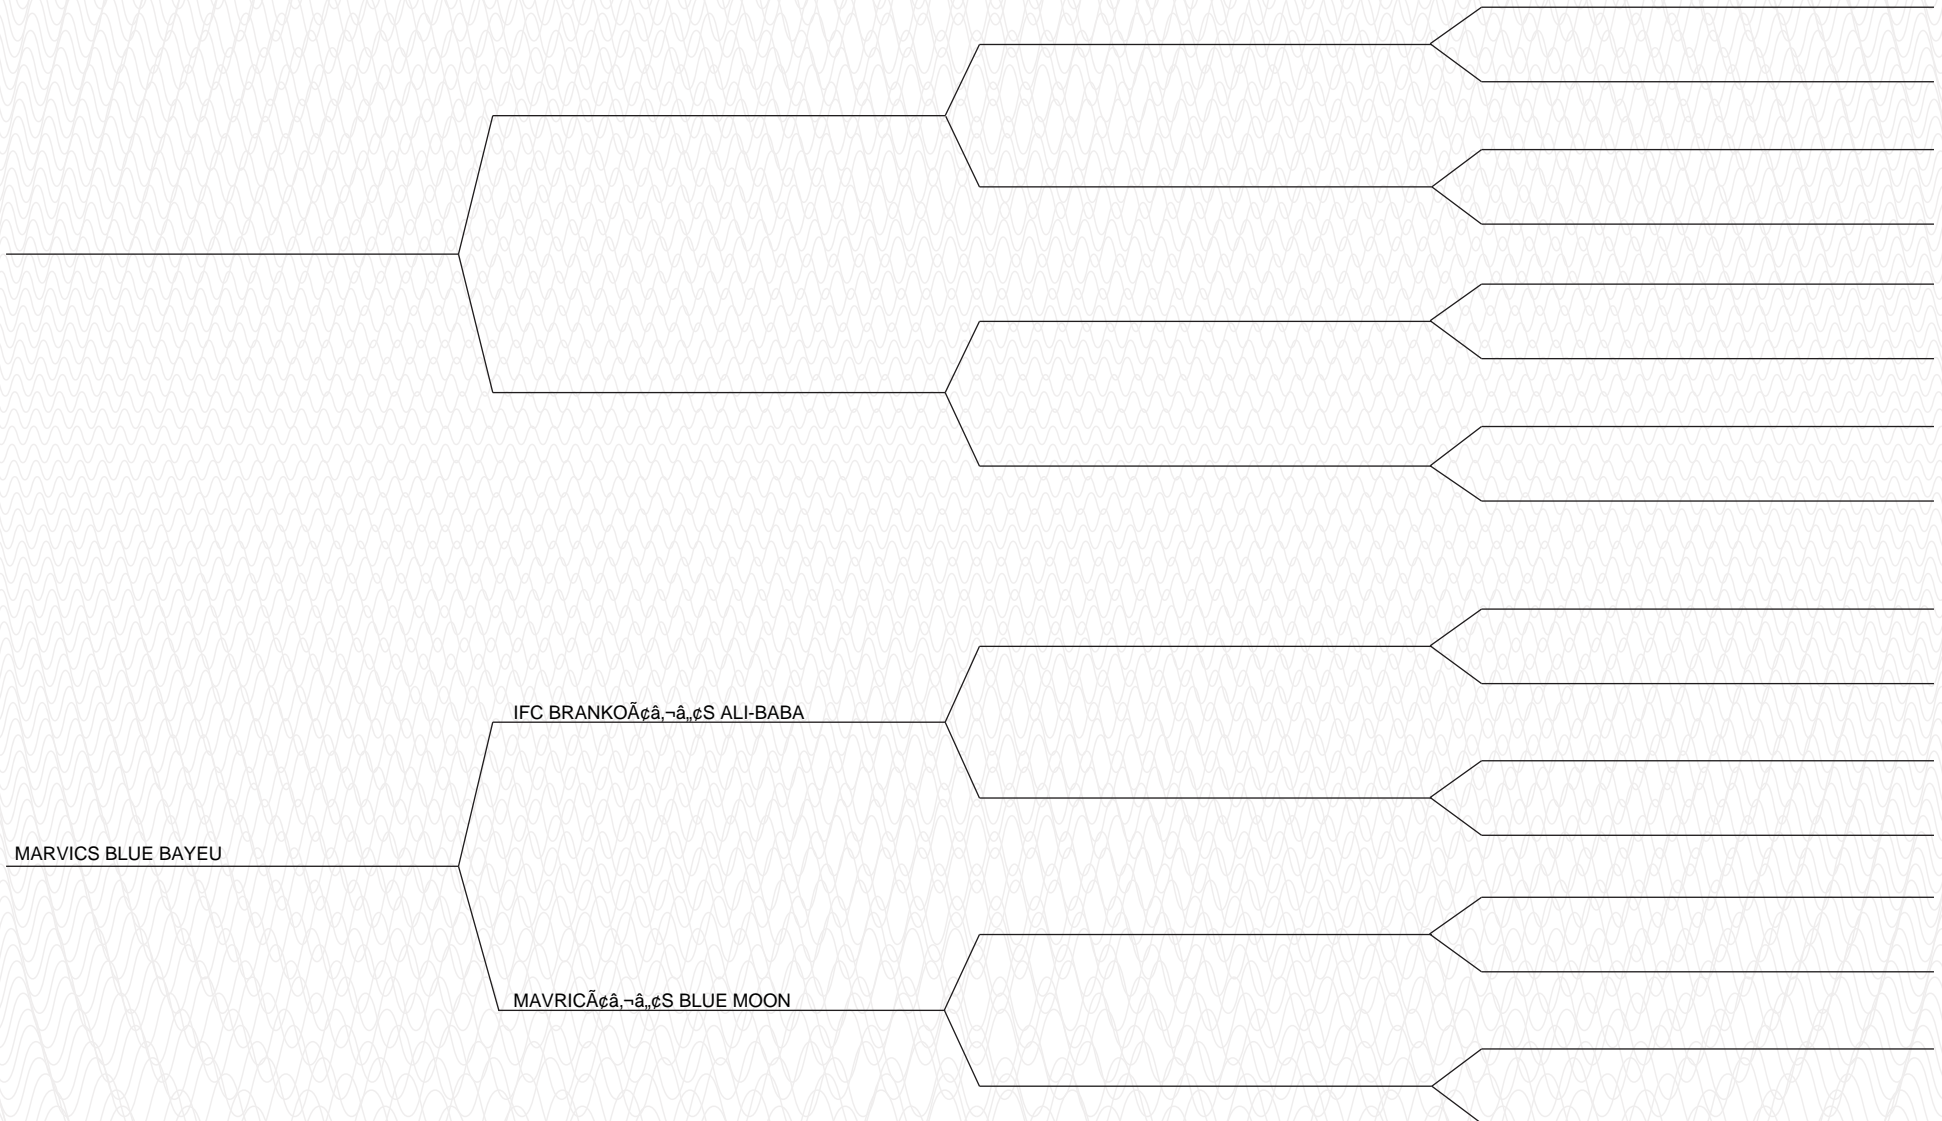 IFC BRANKOÃ¢â‚¬â„¢S ALI-BABA
MARVICS BLUE BAYEU
MAVRICÃ¢â‚¬â„¢S BLUE MOON